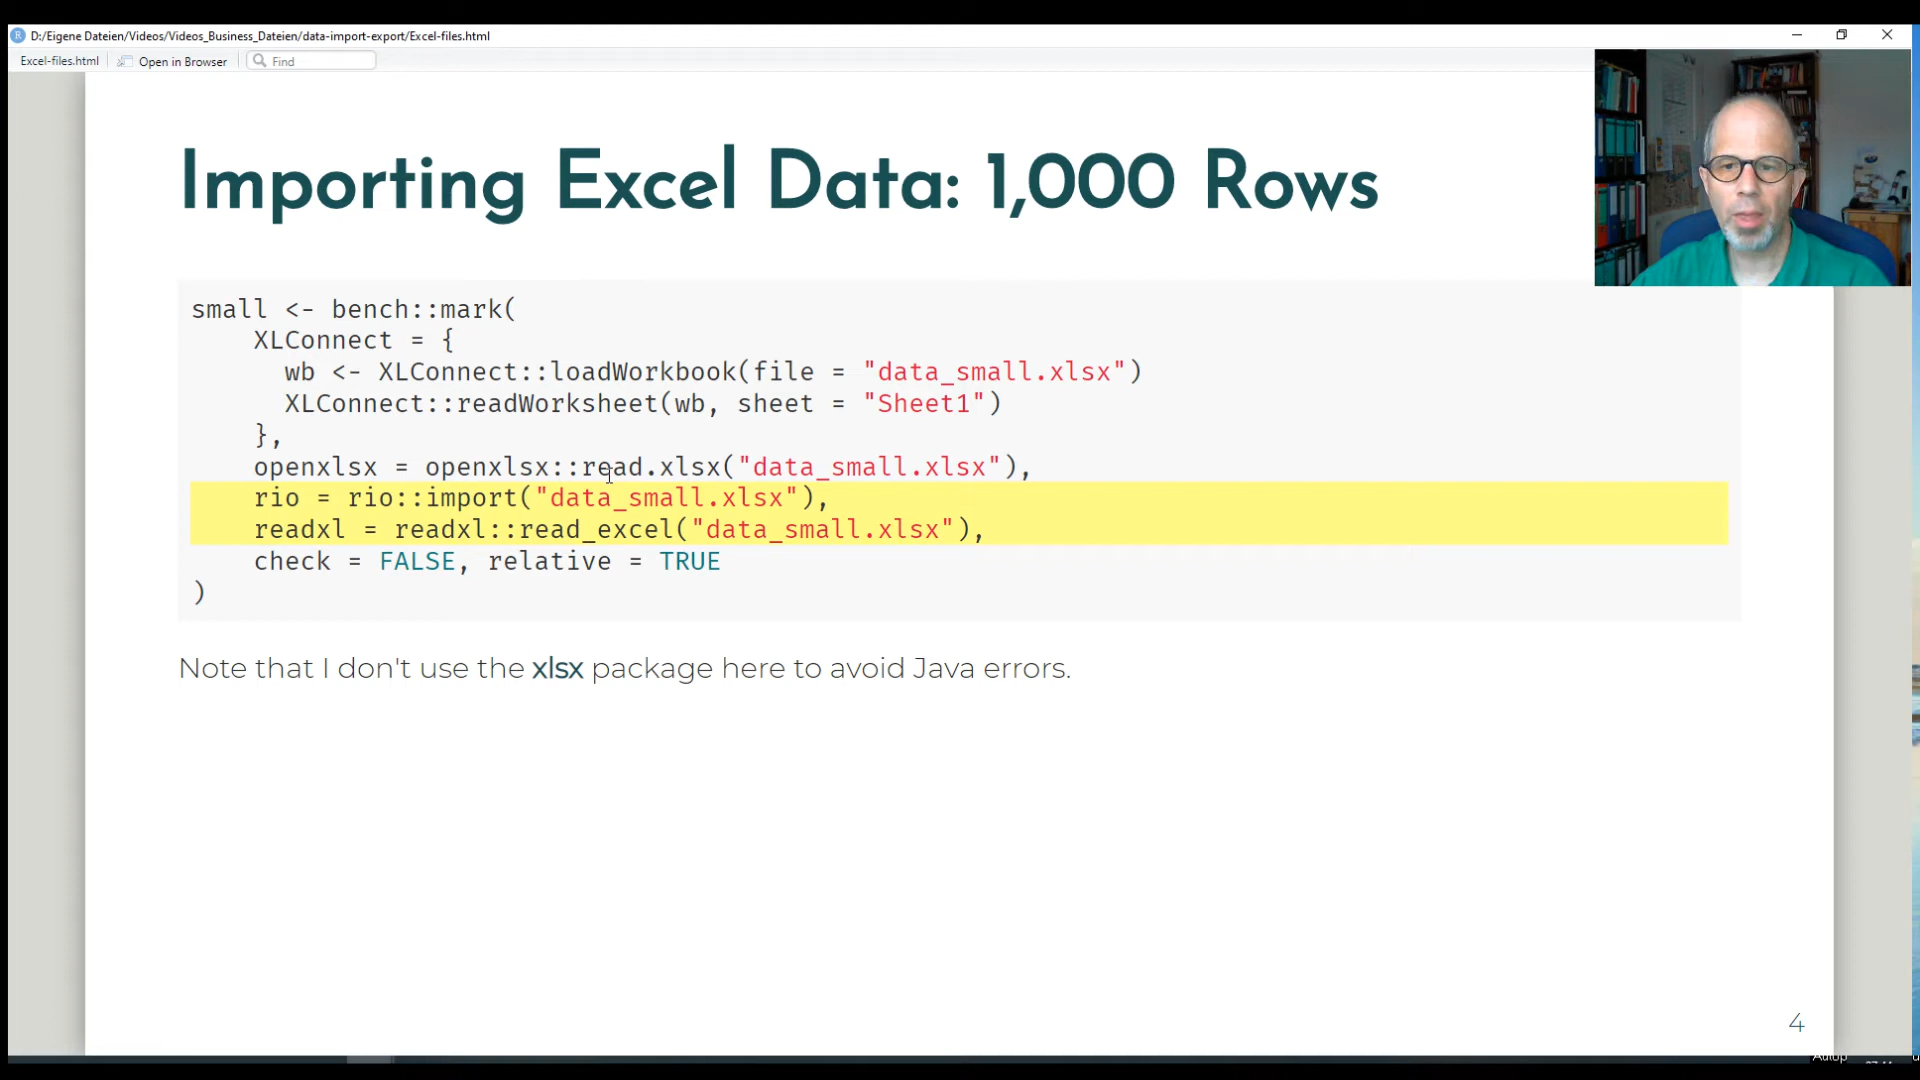 D:/Eigene Dateien/Videos/Videos_Business_Dateien/data-import-export/Excel-files.html
Excel-files.html Open in Browser Find
Importing Excel Data: 1,000 Rows
small <- bench::mark(
XLConnect = {
wb <- XLConnect::loadWorkbook(file = "data_small.xlsx")
XLConnect::readWorksheet(wb, sheet = "Sheet1")
},
openxlsx = openxlsx::read.xlsx("data_small.xlsx"),
rio = rio::import("data_small.xlsx"),
readxl = readxl::read_excel("data_small.xlsx"),
check = FALSE, relative = TRUE
)
Note that I don't use the xlsx package here to avoid Java errors.
4